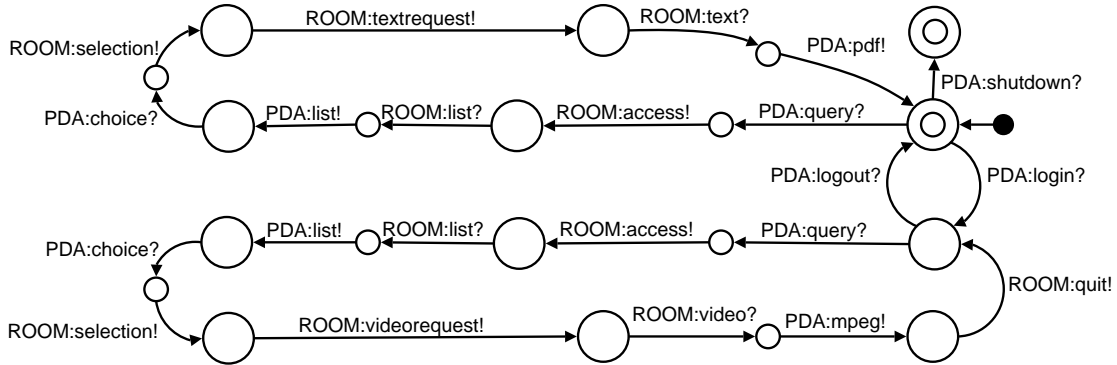 ROOM:textrequest!
ROOM:text?
ROOM:selection!
PDA:pdf!
PDA:shutdown?
PDA:choice?
PDA:list!
ROOM:list?
ROOM:access!
PDA:query?
PDA:logout?
PDA:login?
PDA:choice?
PDA:list!
ROOM:list?
ROOM:access!
PDA:query?
ROOM:quit!
ROOM:selection!
ROOM:videorequest!
ROOM:video?
PDA:mpeg!